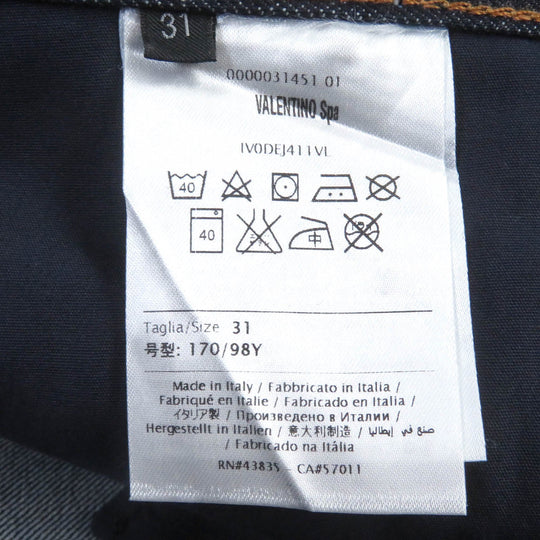 31
0000031451 01
VALENTINO Spa
IV0DEJ411VL
40
40 中
Taglia/Size 31
号型: 170/98Y
Made in Italy / Fabbricato in Italia /
Fabriqué en Italie / Fabricado en Italia /
イタリア製 / Произведено в Италии /
Hergestellt in Italien / 意大利制造 / صنع في إيطاليا
/ Fabricado na Itália
RN#43835 - CA#57011